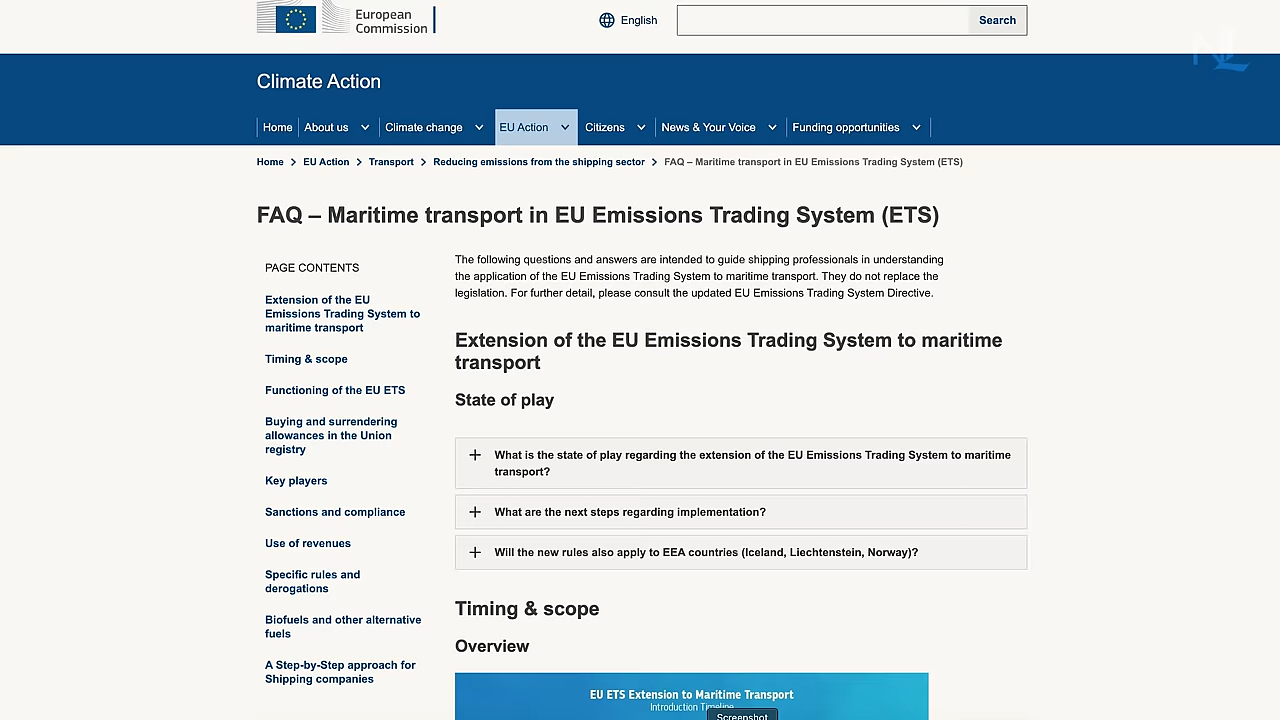 European
Commission
English
Search
NL
Climate Action
Home
About us
Climate change
EU Action
Citizens
News & Your Voice
Funding opportunities
Home > EU Action > Transport > Reducing emissions from the shipping sector > FAQ – Maritime transport in EU Emissions Trading System (ETS)
FAQ – Maritime transport in EU Emissions Trading System (ETS)
PAGE CONTENTS
Extension of the EU
Emissions Trading System to
maritime transport
Timing & scope
Functioning of the EU ETS
Buying and surrendering
allowances in the Union
registry
Key players
Sanctions and compliance
Use of revenues
Specific rules and
derogations
Biofuels and other alternative
fuels
A Step-by-Step approach for
Shipping companies
The following questions and answers are intended to guide shipping professionals in understanding
the application of the EU Emissions Trading System to maritime transport. They do not replace the
legislation. For further detail, please consult the updated EU Emissions Trading System Directive.
Extension of the EU Emissions Trading System to maritime
transport
State of play
What is the state of play regarding the extension of the EU Emissions Trading System to maritime
transport?
What are the next steps regarding implementation?
Will the new rules also apply to EEA countries (Iceland, Liechtenstein, Norway)?
Timing & scope
Overview
EU ETS Extension to Maritime Transport
Introduction Timeline
Screenshot